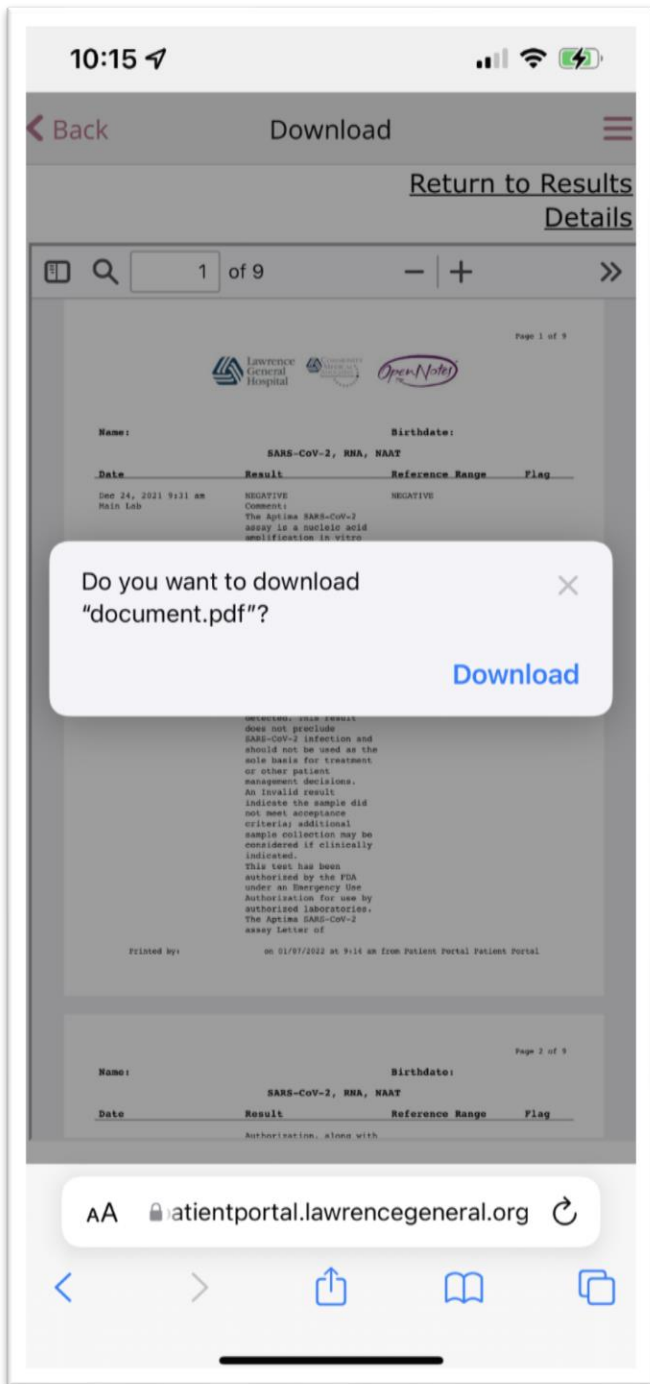 10:15
Back
Download
Return to Results
Details
1 of 9
Page 1 of 9
Lawrence
General
Hospital
OpenNotes
Name: Birthdate:
SARS-CoV-2, RNA, NAAT
Date Result Reference Range Flag
Dec 24, 2021 9:31 am NEGATIVE NEGATIVE
Main Lab Comment:
The Aptima SARS-CoV-2
assay is a nucleic acid
amplification in vitro
Do you want to download
“document.pdf”?
Download
detected. This result
does not preclude
SARS-CoV-2 infection and
should not be used as the
sole basis for treatment
or other patient
management decisions.
An Invalid result
indicate the sample did
not meet acceptance
criteria; additional
sample collection may be
considered if clinically
indicated.
This test has been
authorized by the FDA
under an Emergency Use
Authorization for use by
authorized laboratories.
The Aptima SARS-CoV-2
assay Letter of
Printed by: on 01/07/2022 at 9:14 am from Patient Portal Patient Portal
Page 2 of 9
Name: Birthdate:
SARS-CoV-2, RNA, NAAT
Date Result Reference Range Flag
Authorization, along with
AA atientportal.lawrencegeneral.org